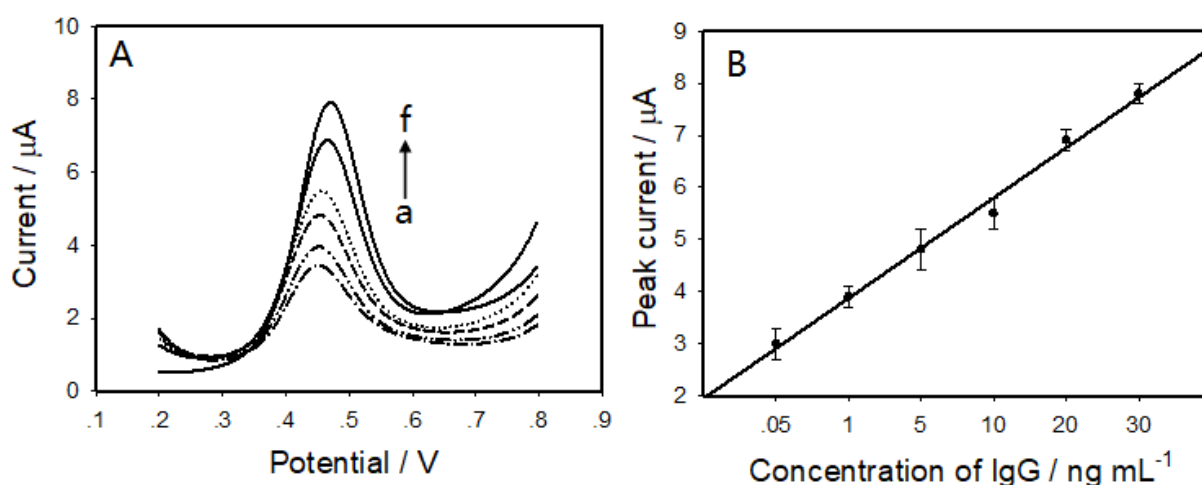 A
10
8
6
4
2
0
Current / μA
f
a
.1 .2 .3 .4 .5 .6 .7 .8 .9
Potential / V
B
9
8
7
6
5
4
3
2
Peak current / μA
.05 1 5 10 20 30
Concentration of IgG / ng mL⁻¹